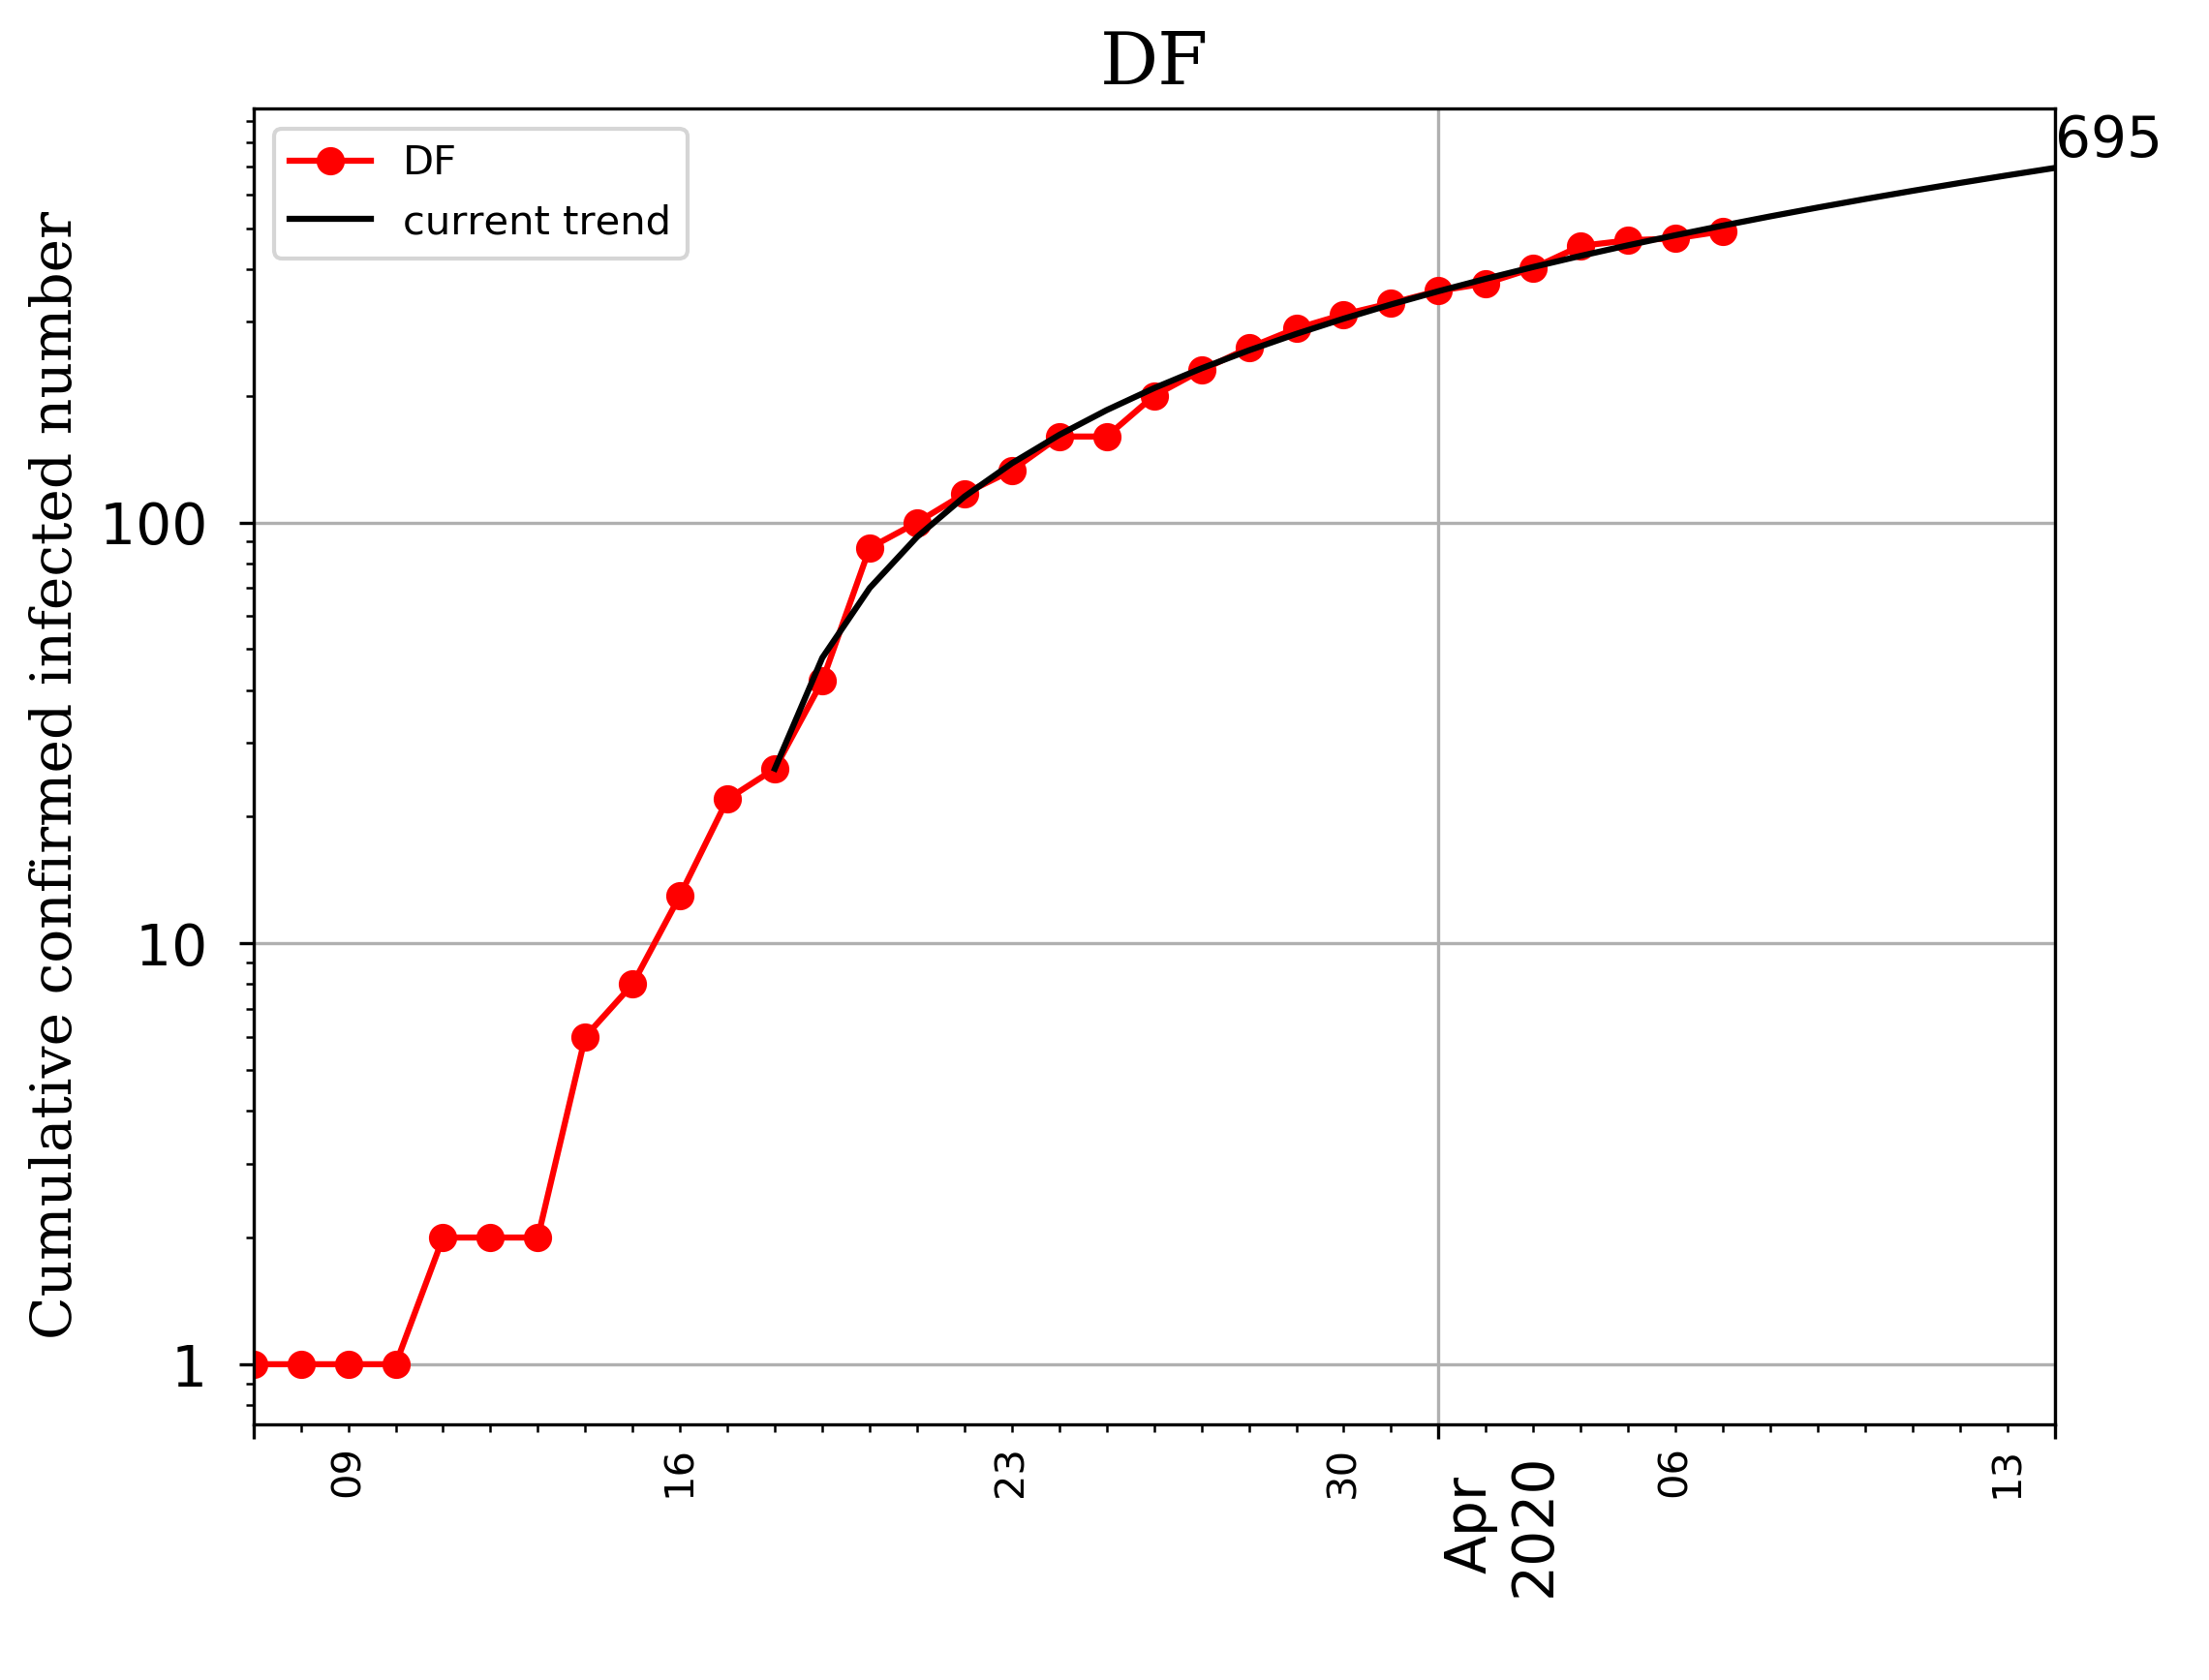 DF
695
DF
current trend
Cumulative confirmed infected number
100
10
1
09
16
23
30
Apr
2020
06
13